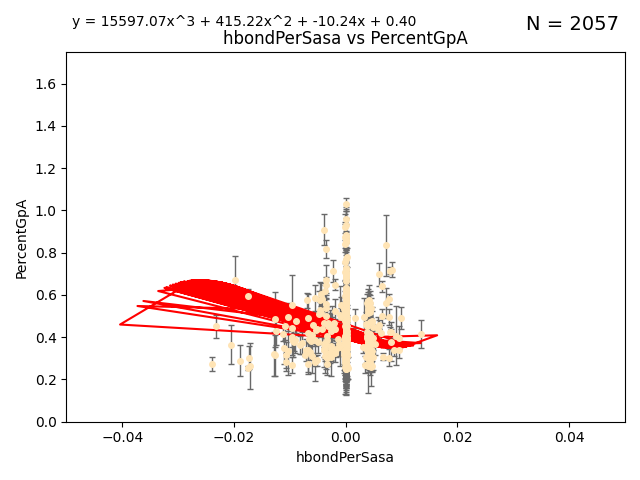 y = 15597.07x^3 + 415.22x^2 + -10.24x + 0.40
N = 2057
hbondPerSasa vs PercentGpA
PercentGpA
1.6
1.4
1.2
1.0
0.8
0.6
0.4
0.2
0.0
−0.04
−0.02
0.00
0.02
0.04
hbondPerSasa